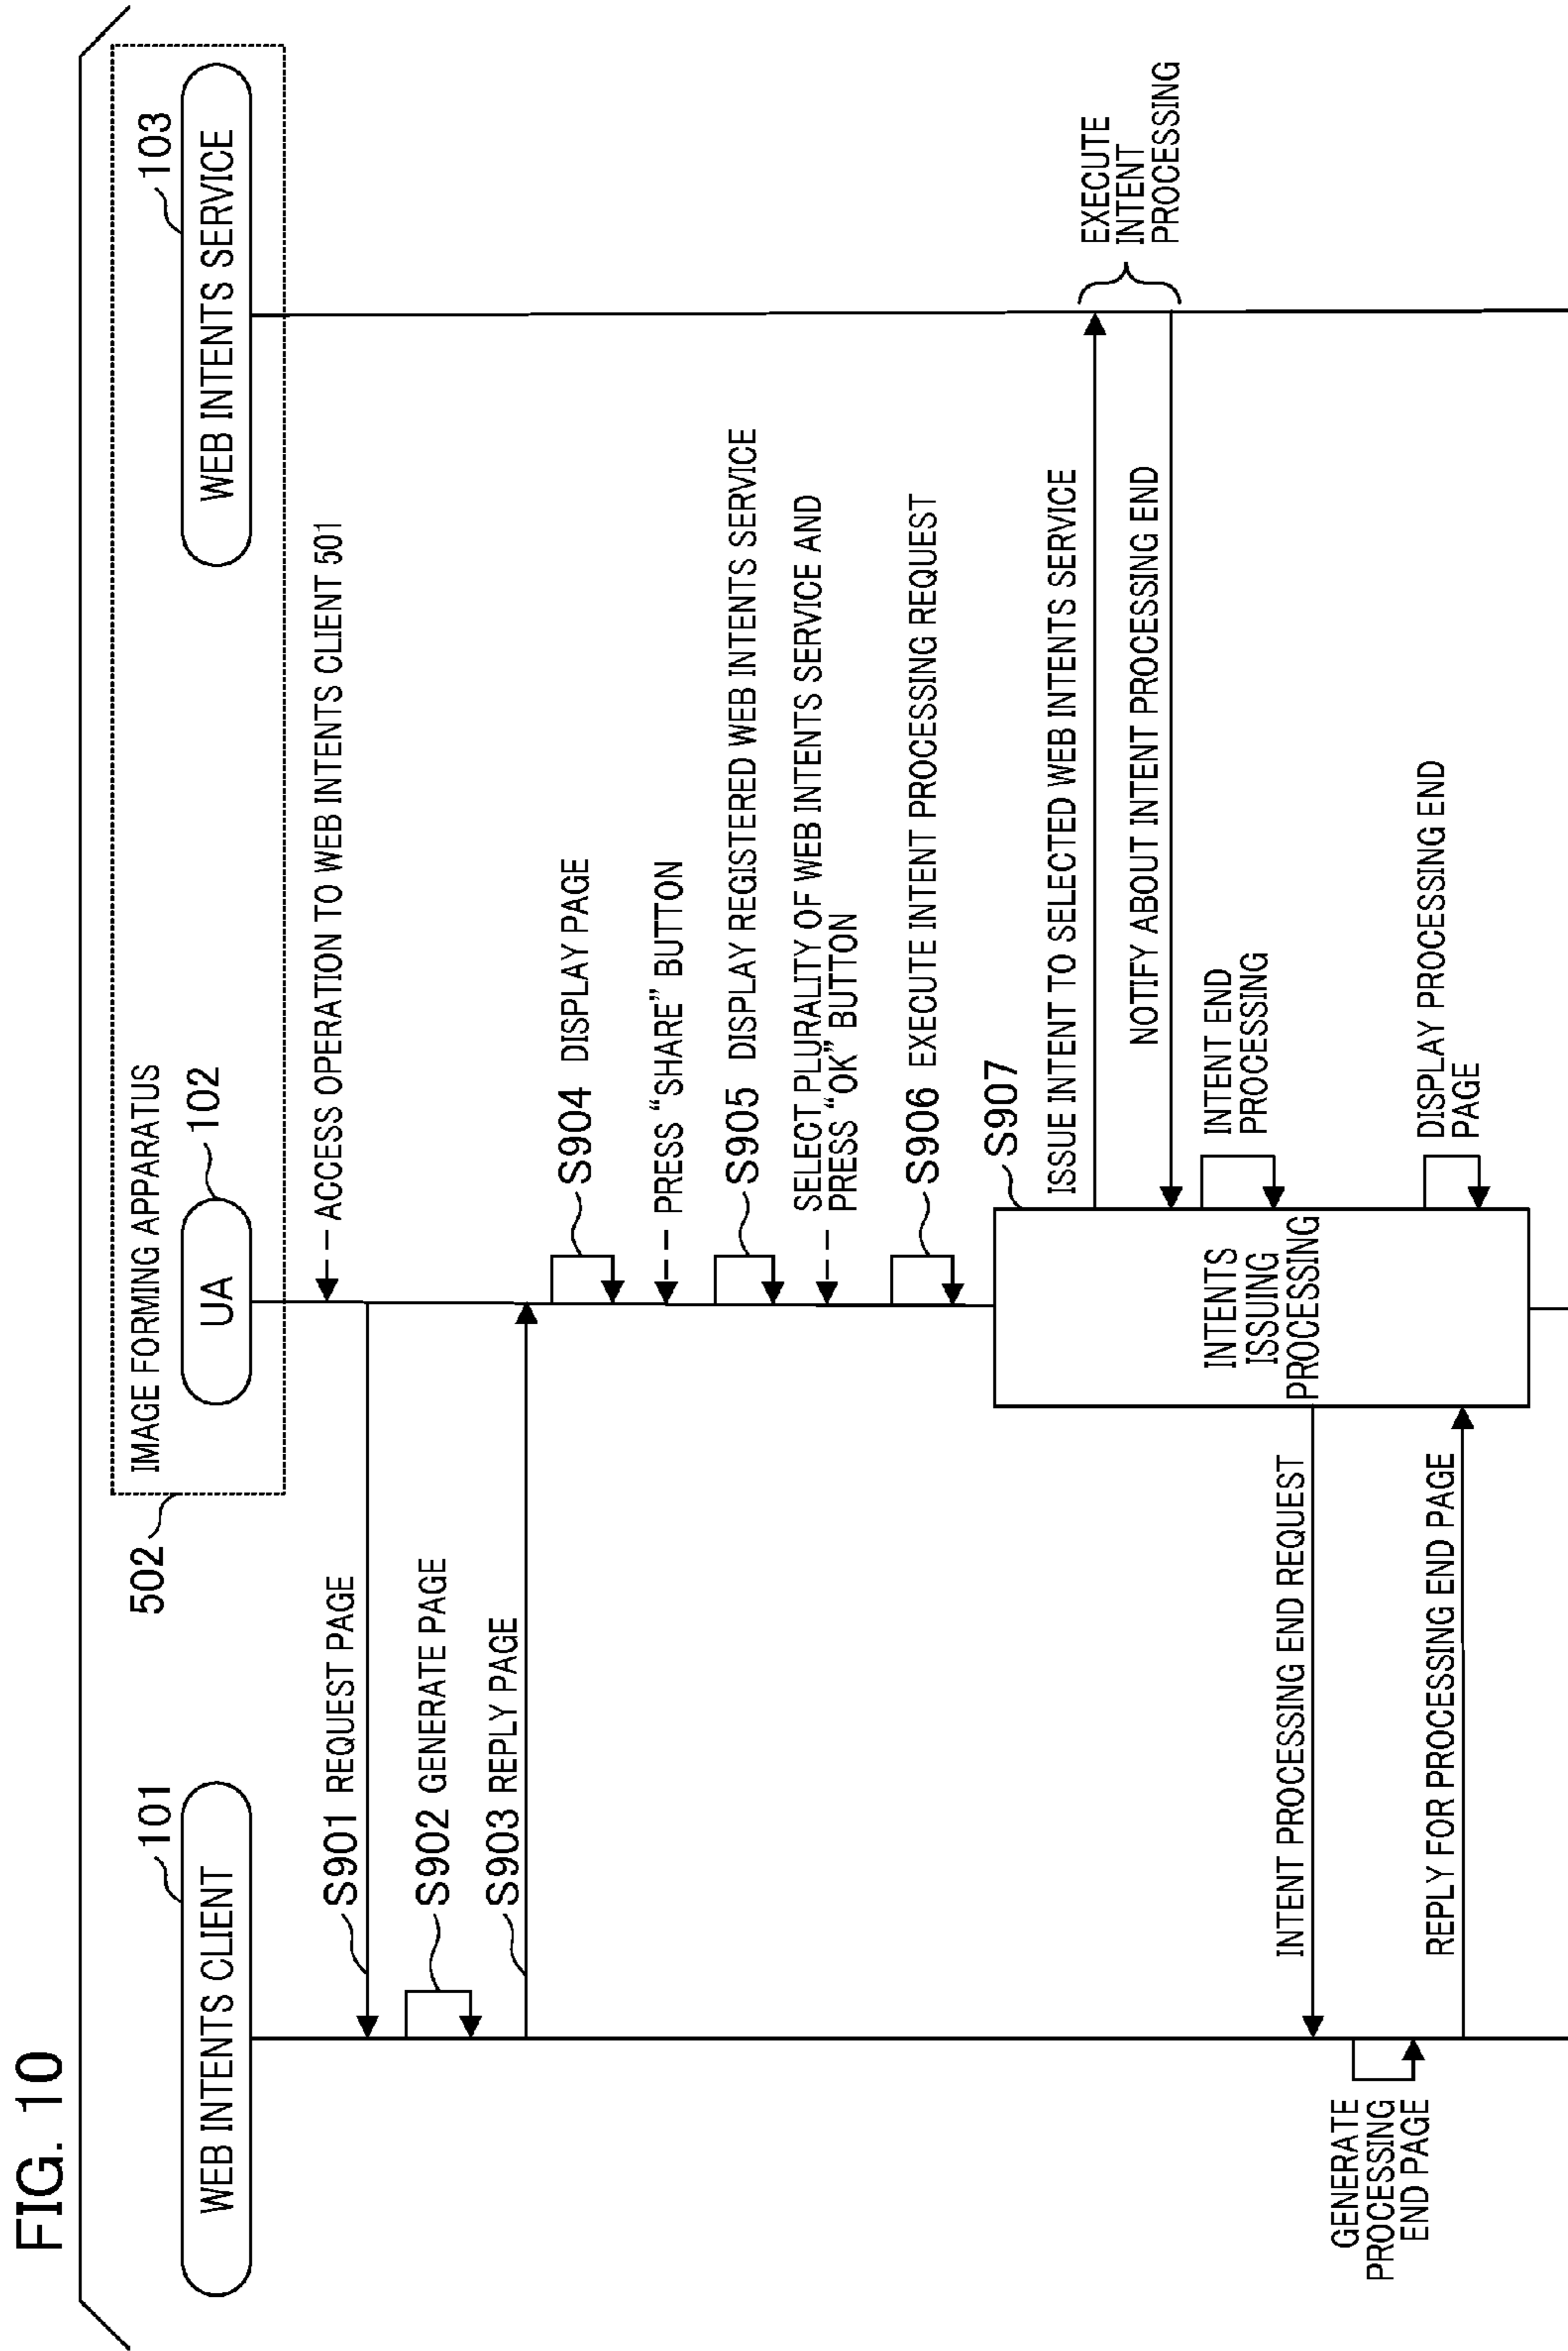 FIG. 10
502
IMAGE FORMING APPARATUS
101
102
103
WEB INTENTS CLIENT
UA
WEB INTENTS SERVICE
ACCESS OPERATION TO WEB INTENTS CLIENT 501
S901 REQUEST PAGE
S902 GENERATE PAGE
S903 REPLY PAGE
S904 DISPLAY PAGE
PRESS “SHARE” BUTTON
S905 DISPLAY REGISTERED WEB INTENTS SERVICE
SELECT PLURALITY OF WEB INTENTS SERVICE AND
PRESS “OK” BUTTON
S906 EXECUTE INTENT PROCESSING REQUEST
S907
ISSUE INTENT TO SELECTED WEB INTENTS SERVICE
EXECUTE
INTENT
PROCESSING
NOTIFY ABOUT INTENT PROCESSING END
INTENTS
ISSUING
PROCESSING
INTENT END
PROCESSING
INTENT PROCESSING END REQUEST
GENERATE
PROCESSING
END PAGE
REPLY FOR PROCESSING END PAGE
DISPLAY PROCESSING END
PAGE